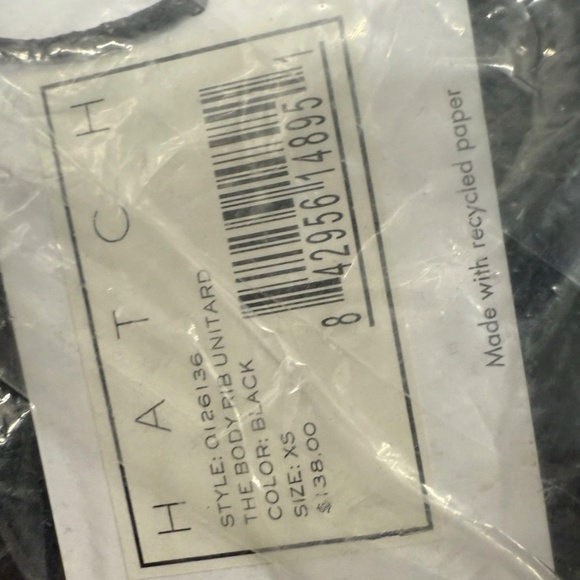 HATCH
STYLE: 0126136
THE BODY RIB UNITARD
COLOR: BLACK
SIZE: XS
$138.00
8 42956 14895 1
Made with recycled paper